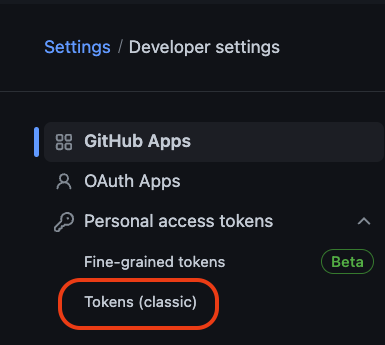 Settings / Developer settings
GitHub Apps
OAuth Apps
Personal access tokens
Fine-grained tokens Beta
Tokens (classic)